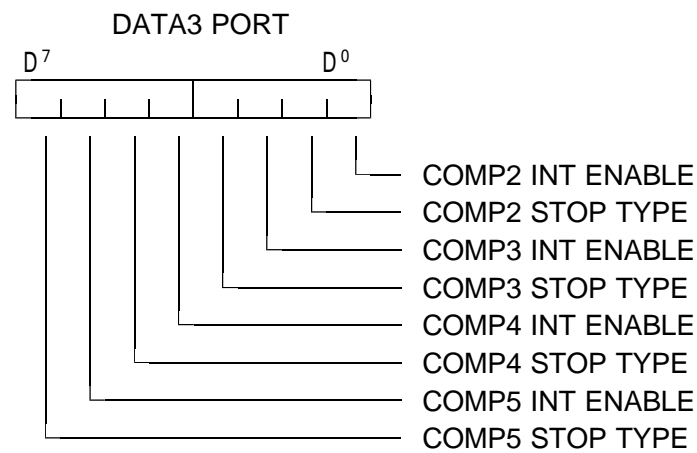 DATA3 PORT
D7 D0
COMP2 INT ENABLE
COMP2 STOP TYPE
COMP3 INT ENABLE
COMP3 STOP TYPE
COMP4 INT ENABLE
COMP4 STOP TYPE
COMP5 INT ENABLE
COMP5 STOP TYPE